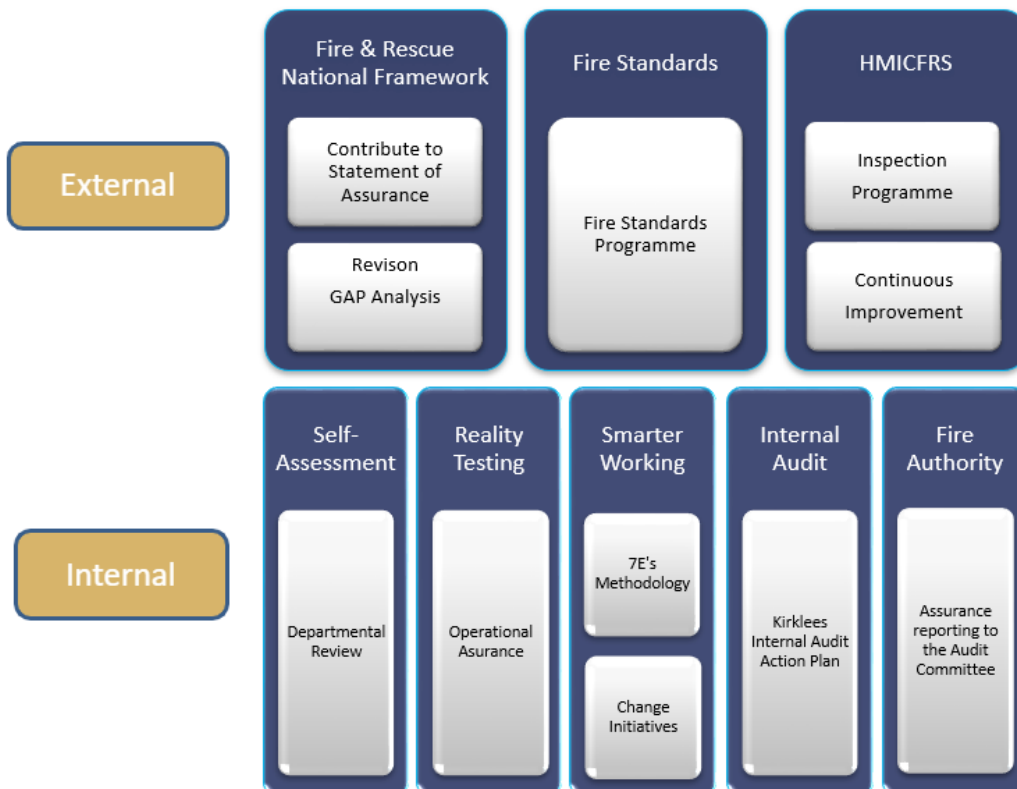 External
Fire & Rescue
National Framework
Contribute to
Statement of
Assurance
Revison
GAP Analysis
Fire Standards
Fire Standards
Programme
HMICFRS
Inspection
Programme
Continuous
Improvement
Internal
Self-
Assessment
Departmental
Review
Reality
Testing
Operational
Asurance
Smarter
Working
7E's
Methodology
Change
Initiatives
Internal
Audit
Kirklees
Internal Audit
Action Plan
Fire
Authority
Assurance
reporting to
the Audit
Committee